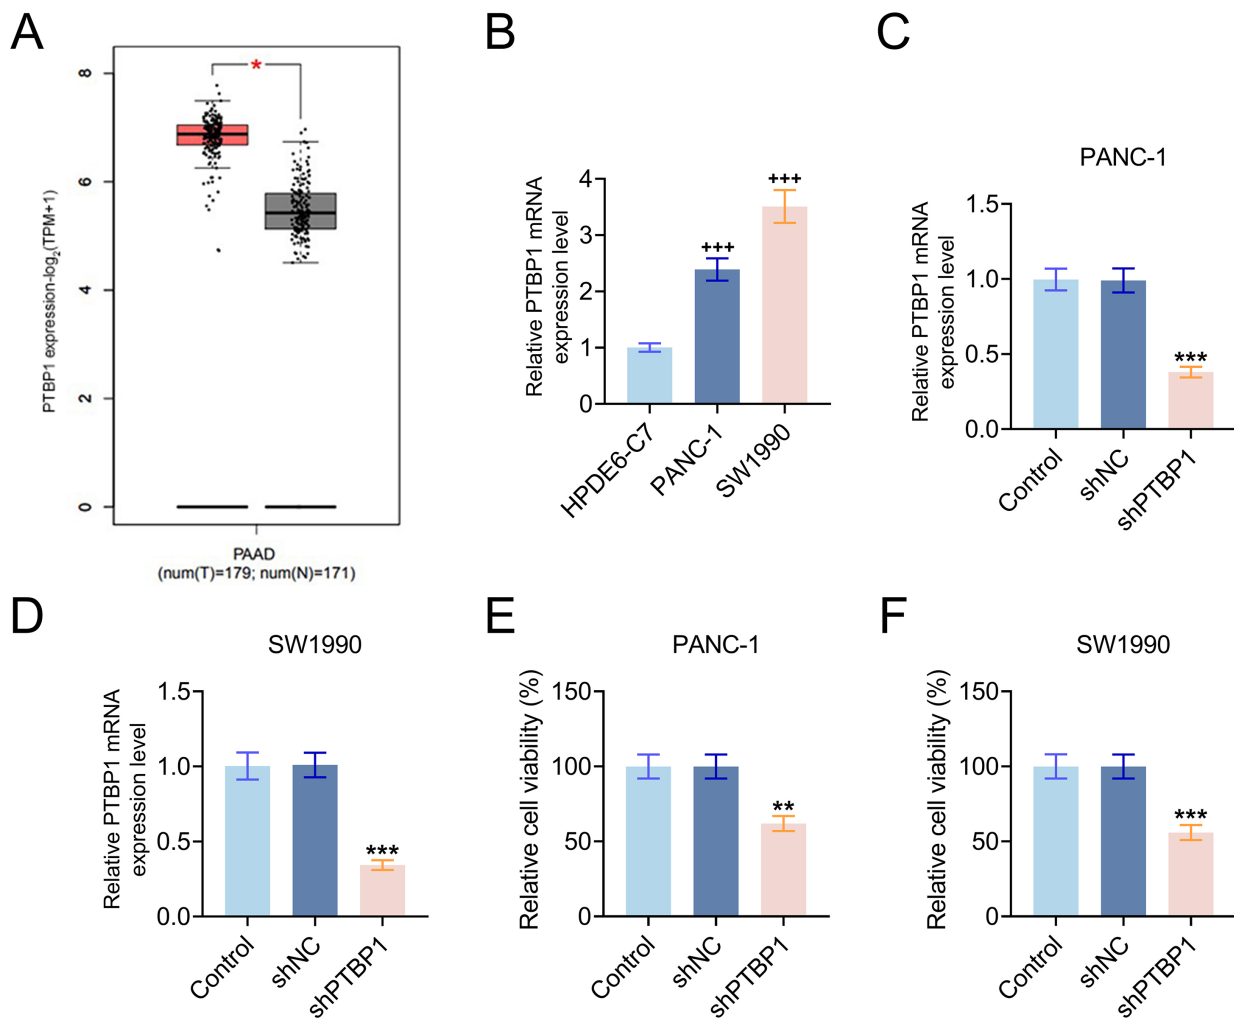 A
PTBP1 expression-log2(TPM+1)
8
6
4
2
0
*
PAAD
(num(T)=179; num(N)=171)
B
Relative PTBP1 mRNA
expression level
4
3
2
1
0
+++
+++
HPDE6-C7
PANC-1
SW1990
C
PANC-1
Relative PTBP1 mRNA
expression level
1.5
1.0
0.5
0.0
***
Control
shNC
shPTBP1
D
SW1990
Relative PTBP1 mRNA
expression level
1.5
1.0
0.5
0.0
***
Control
shNC
shPTBP1
E
PANC-1
Relative cell viability (%)
150
100
50
0
**
Control
shNC
shPTBP1
F
SW1990
Relative cell viability (%)
150
100
50
0
***
Control
shNC
shPTBP1